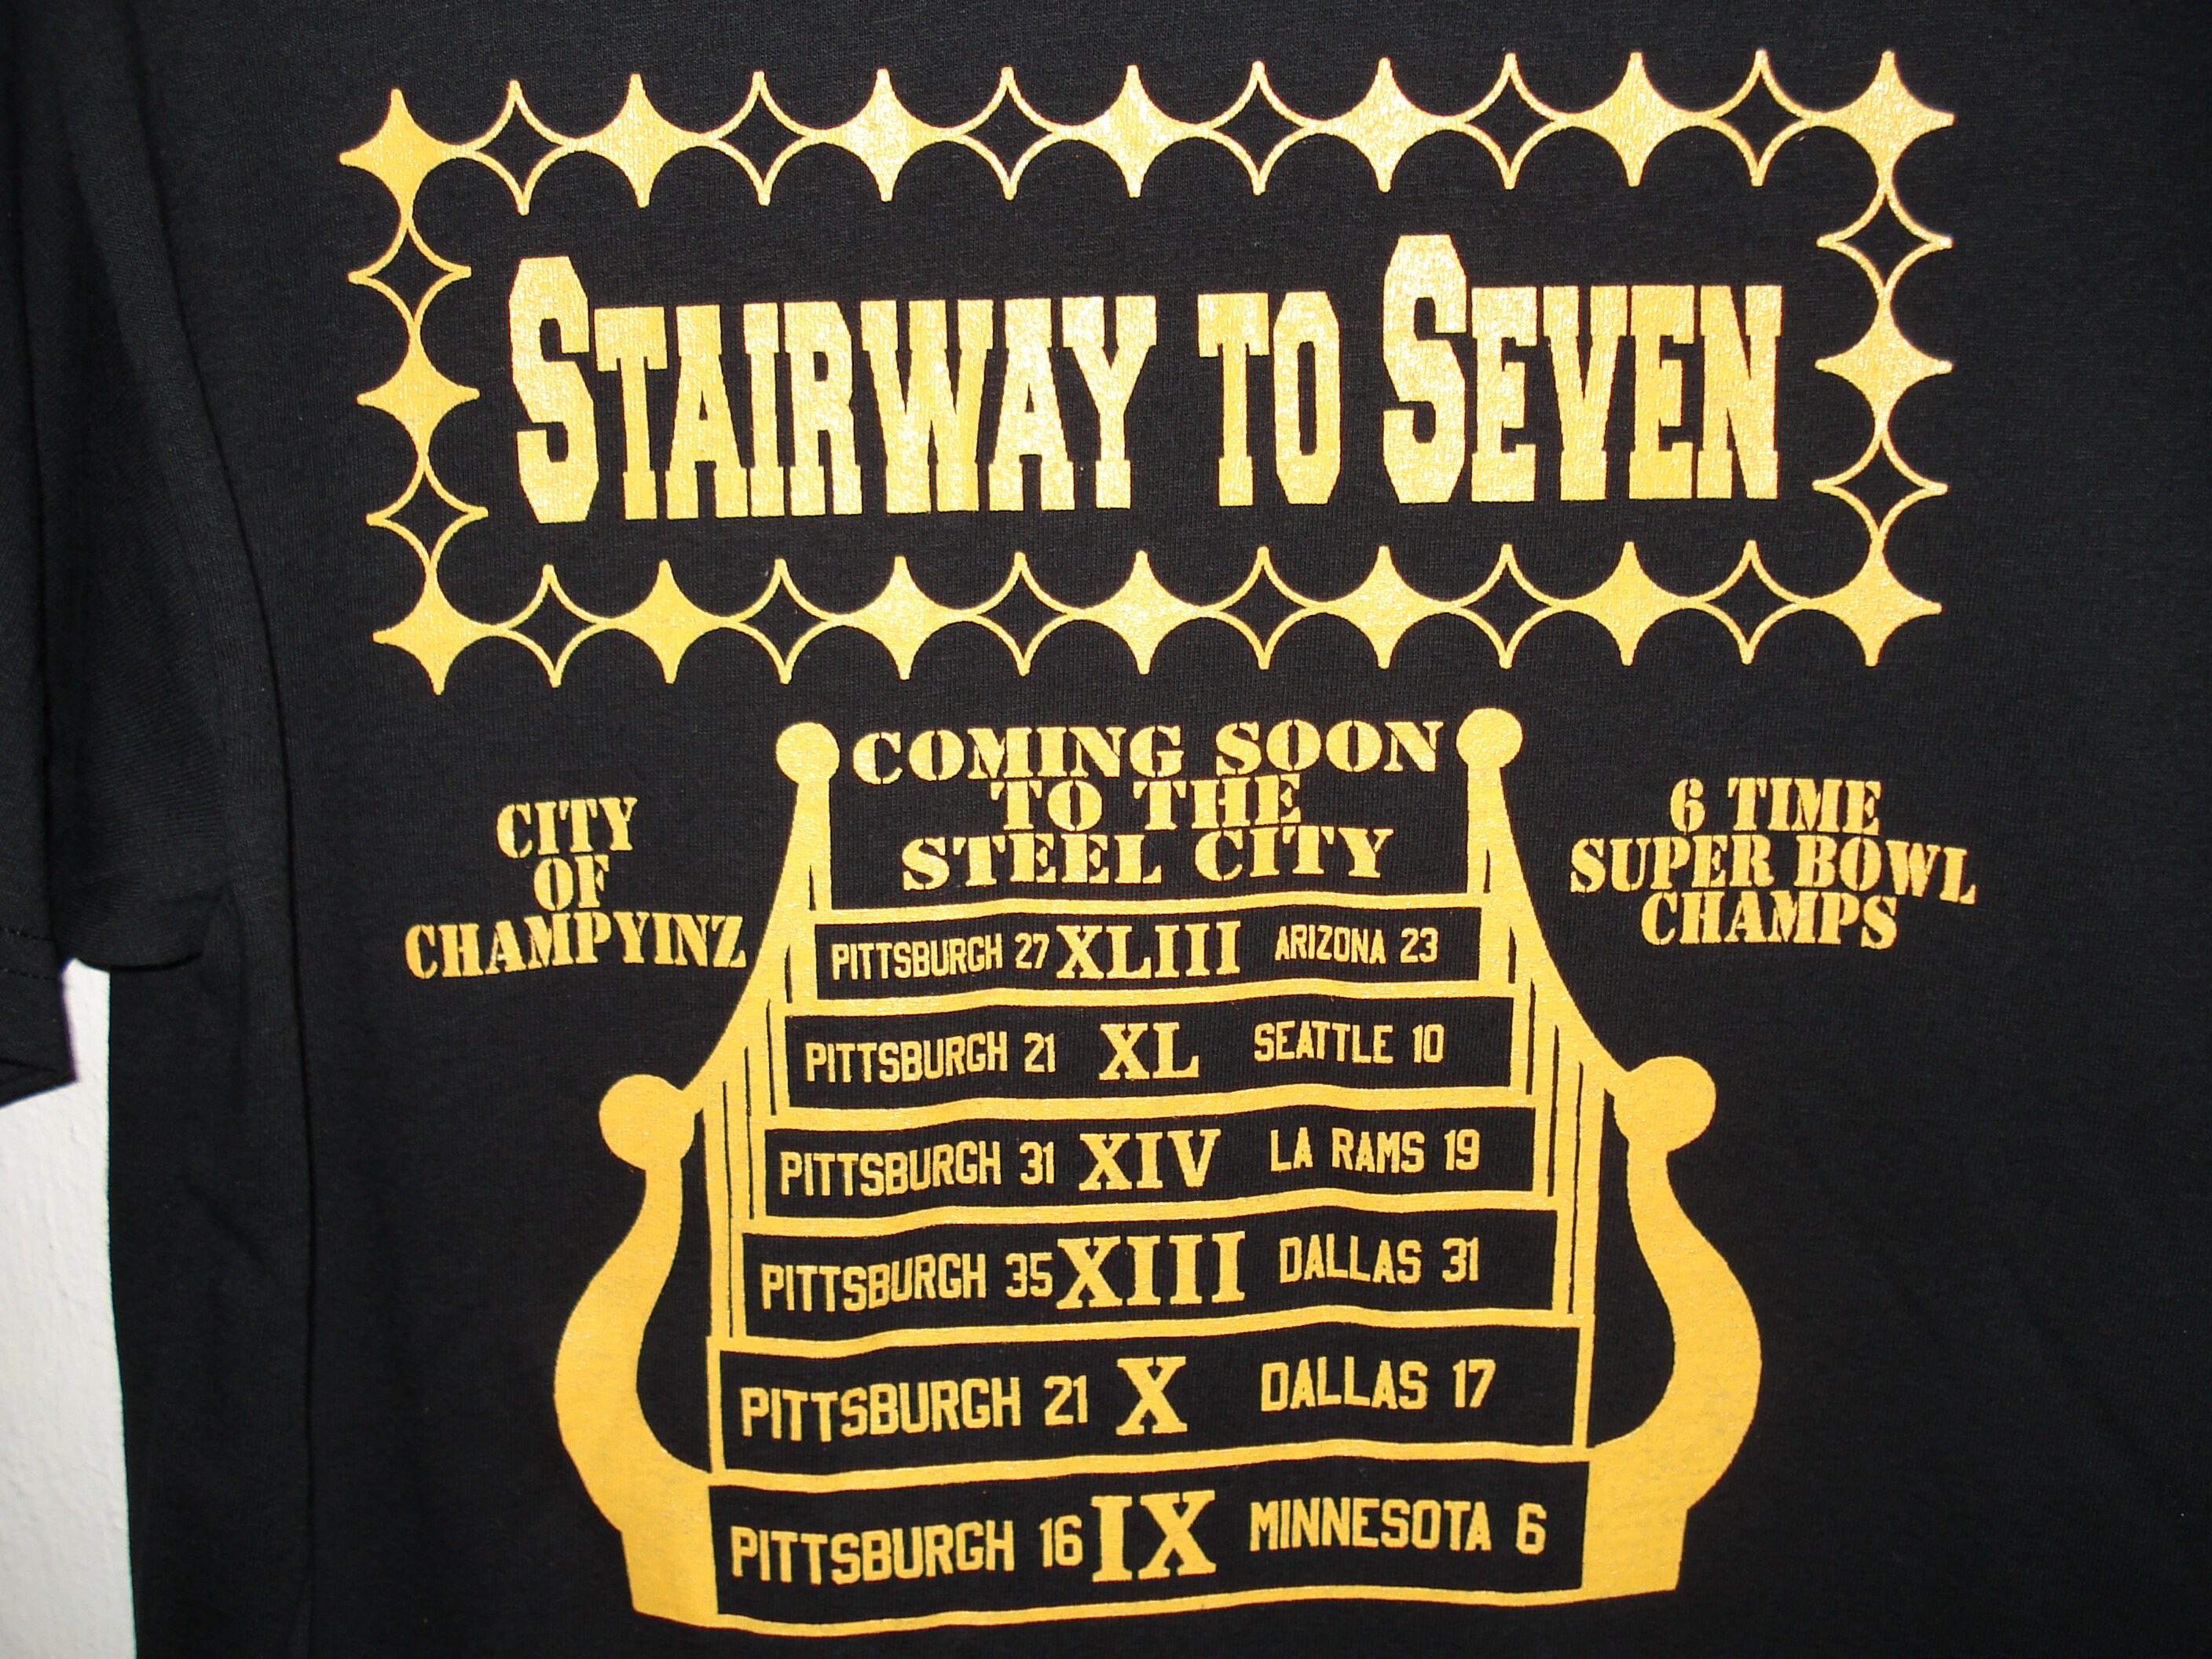 STAIRWAY TO SEVEN
COMING SOON
TO THE
STEEL CITY
CITY
OF
CHAMPYINZ
6 TIME
SUPER BOWL
CHAMPS
PITTSBURGH 27 XLIII ARIZONA 23
PITTSBURGH 21 XL SEATTLE 10
PITTSBURGH 31 XIV LA RAMS 19
PITTSBURGH 35 XIII DALLAS 31
PITTSBURGH 21 X DALLAS 17
PITTSBURGH 16 IX MINNESOTA 6